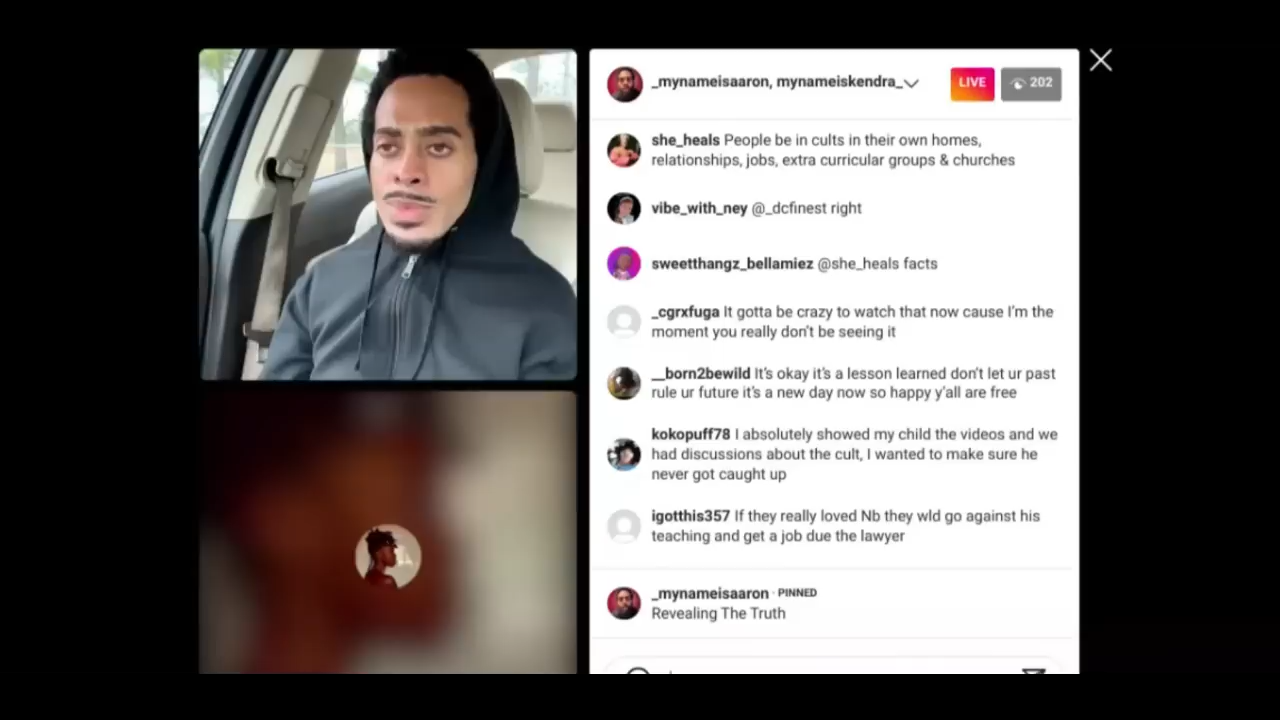 _mynameisaaron, mynameiskendra_
LIVE
202
she_heals People be in cults in their own homes,
relationships, jobs, extra curricular groups & churches
vibe_with_ney @_dcfinest right
sweetthangz_bellamiez @she_heals facts
_cgrxfuga It gotta be crazy to watch that now cause I'm the
moment you really don't be seeing it
__born2bewild It's okay it's a lesson learned don't let ur past
rule ur future it's a new day now so happy y'all are free
kokopuff78 I absolutely showed my child the videos and we
had discussions about the cult, I wanted to make sure he
never got caught up
igotthis357 If they really loved Nb they wld go against his
teaching and get a job due the lawyer
_mynameisaaron · PINNED
Revealing The Truth